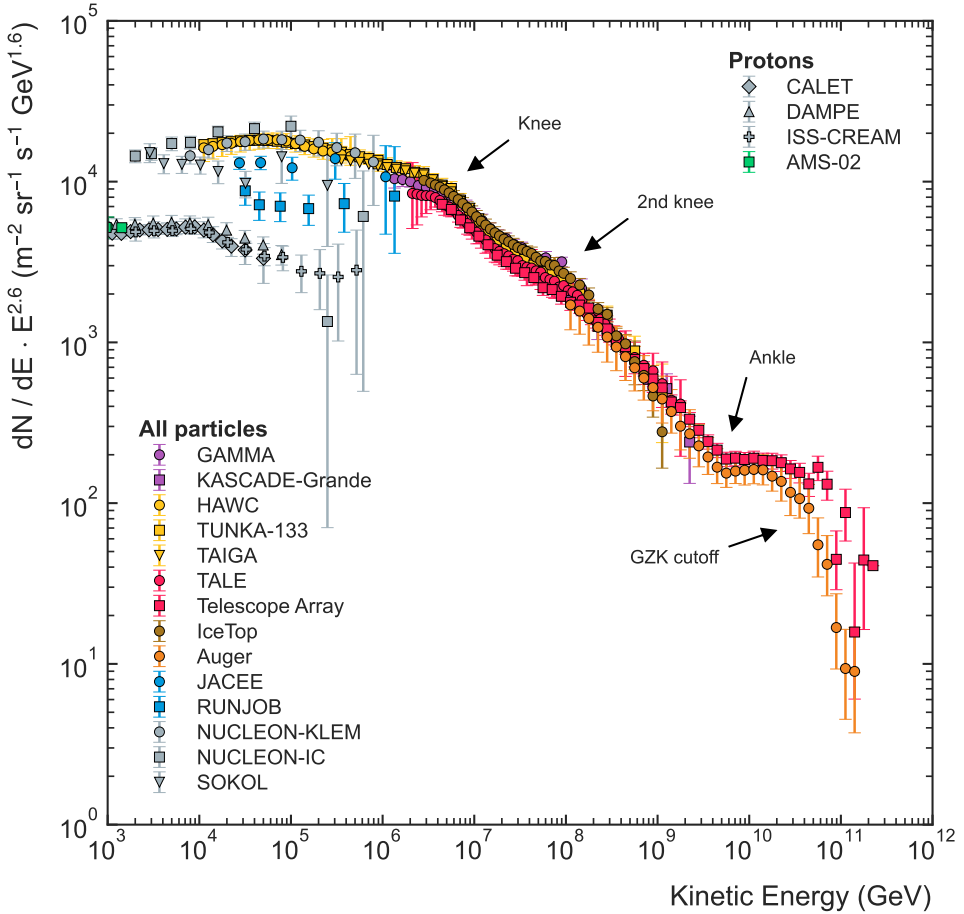 10^5
10^4
10^3
10^2
10^1
10^0
dN / dE · E^2.6 (m^-2 sr^-1 s^-1 GeV^1.6)
Protons
CALET
DAMPE
ISS-CREAM
AMS-02
Knee
2nd knee
Ankle
GZK cutoff
All particles
GAMMA
KASCADE-Grande
HAWC
TUNKA-133
TAIGA
TALE
Telescope Array
IceTop
Auger
JACEE
RUNJOB
NUCLEON-KLEM
NUCLEON-IC
SOKOL
10^3 10^4 10^5 10^6 10^7 10^8 10^9 10^10 10^11 10^12
Kinetic Energy (GeV)